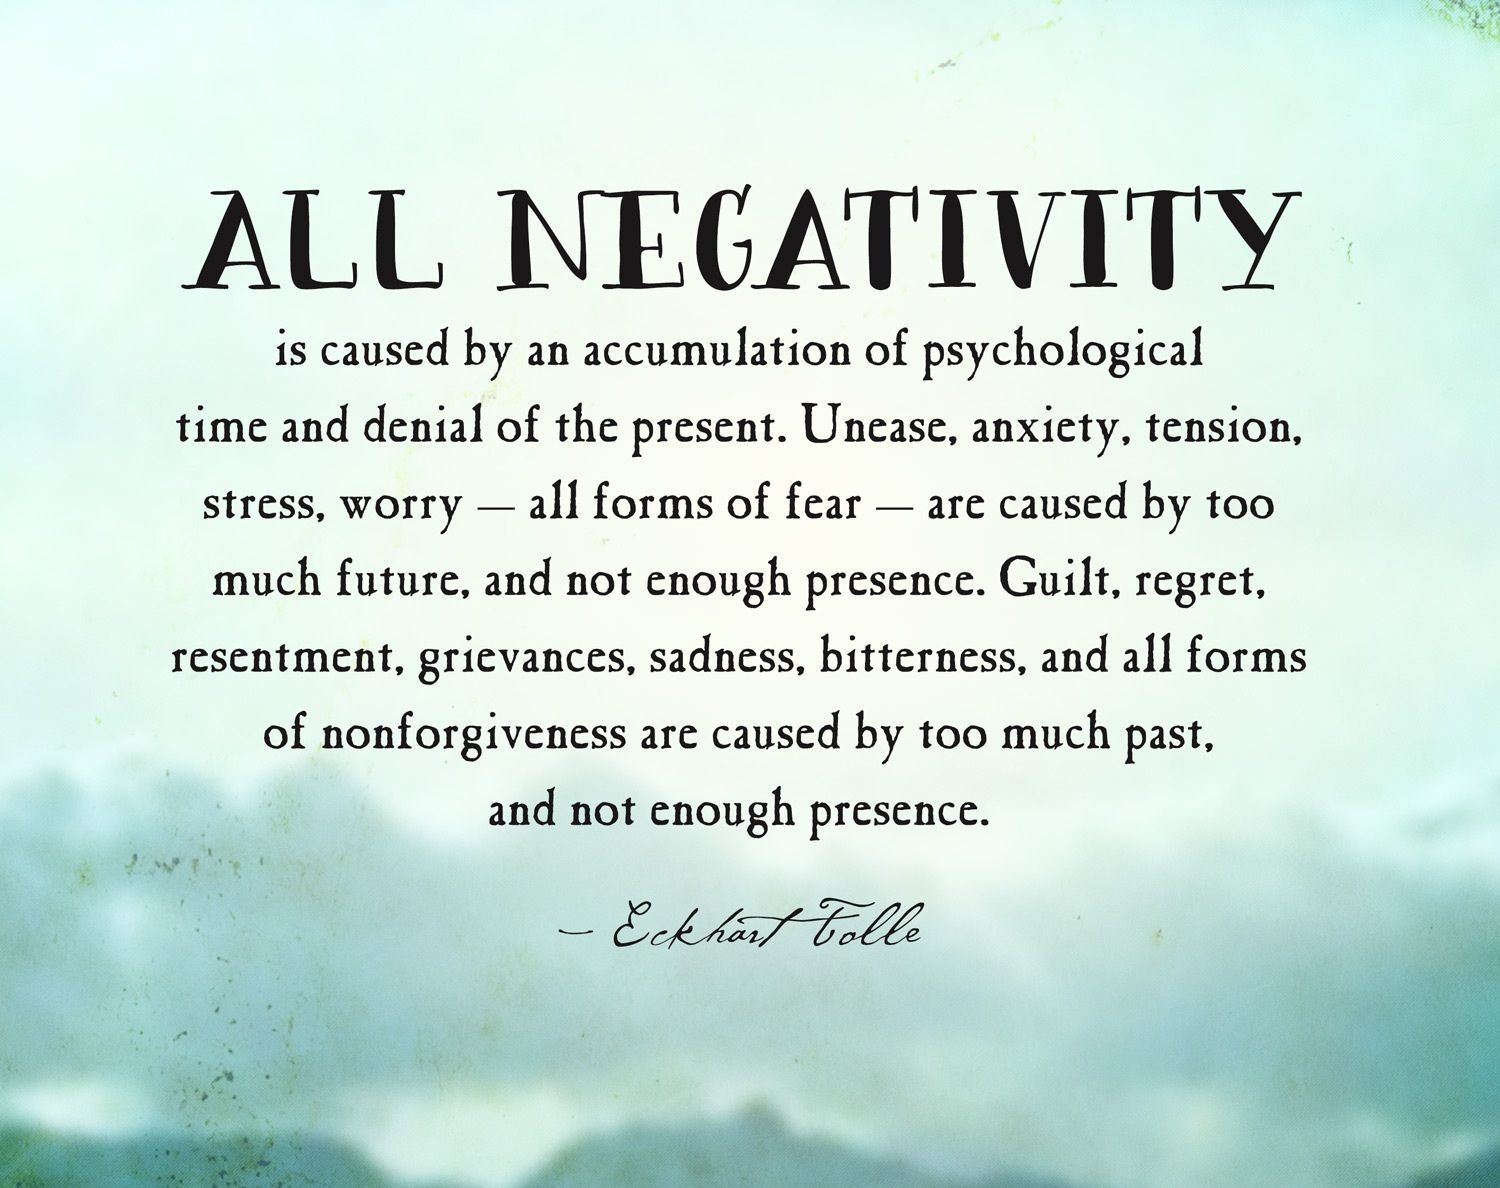 ALL NEGATIVITY
is caused by an accumulation of psychological
time and denial of the present. Unease, anxiety, tension,
stress, worry — all forms of fear — are caused by too
much future, and not enough presence. Guilt, regret,
resentment, grievances, sadness, bitterness, and all forms
of nonforgiveness are caused by too much past,
and not enough presence.
– Eckhart Tolle